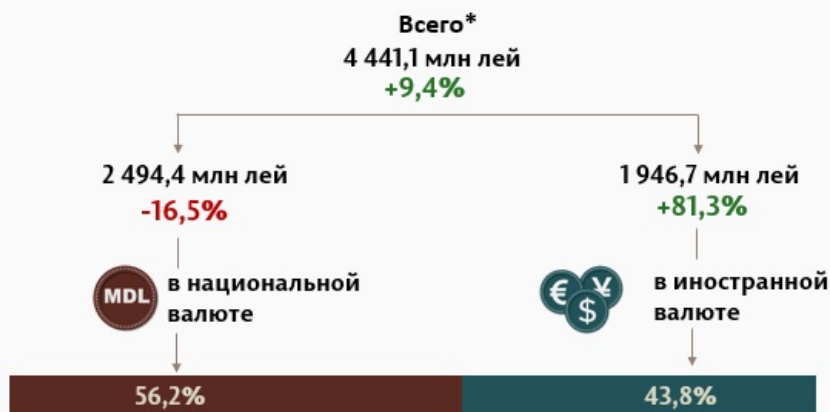 Всего*
4 441,1 млн лей
+9,4%
2 494,4 млн лей
-16,5%
1 946,7 млн лей
+81,3%
MDL
в национальной
валюте
€ ¥
$
в иностранной
валюте
56,2%
43,8%